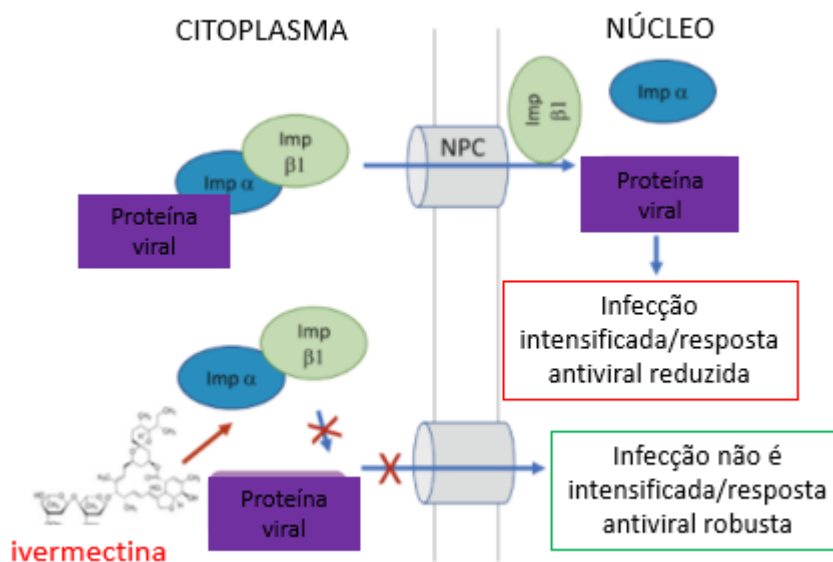 CITOPLASMA
NÚCLEO
Imp
β1
Imp α
Proteína
viral
NPC
Imp
β1
Imp α
Proteína
viral
Infecção
intensificada/resposta
antiviral reduzida
Imp
β1
Imp α
Proteína
viral
ivermectina
Infecção não é
intensificada/resposta
antiviral robusta